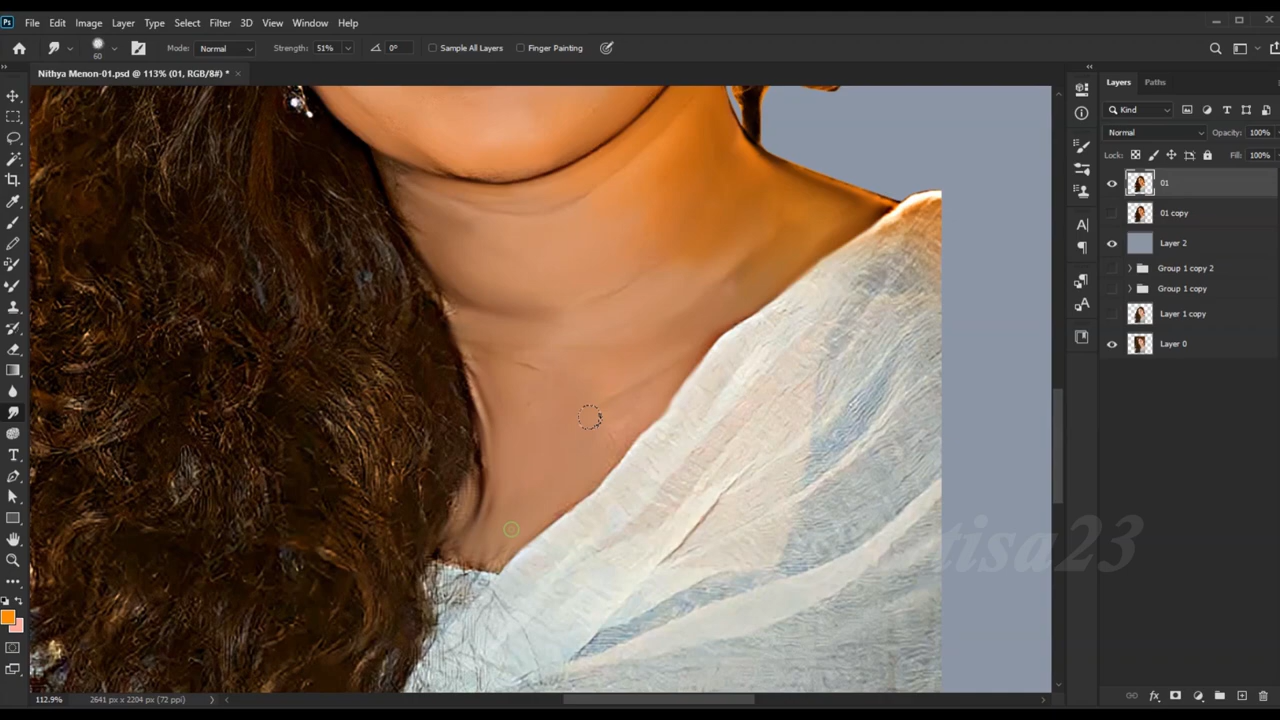 Ps File Edit Image Layer Type Select Filter 3D View Window Help
60 Mode: Normal Strength: 51% 0° Sample All Layers Finger Painting
Nithya Menon-01.psd @ 113% (01, RGB/8#) * ×
Layers Paths
Kind
Normal Opacity: 100%
Lock: Fill: 100%
01
01 copy
Layer 2
Group 1 copy 2
Group 1 copy
Layer 1 copy
Layer 0
tisa23
112.9% 2641 px x 2204 px (72 ppi)